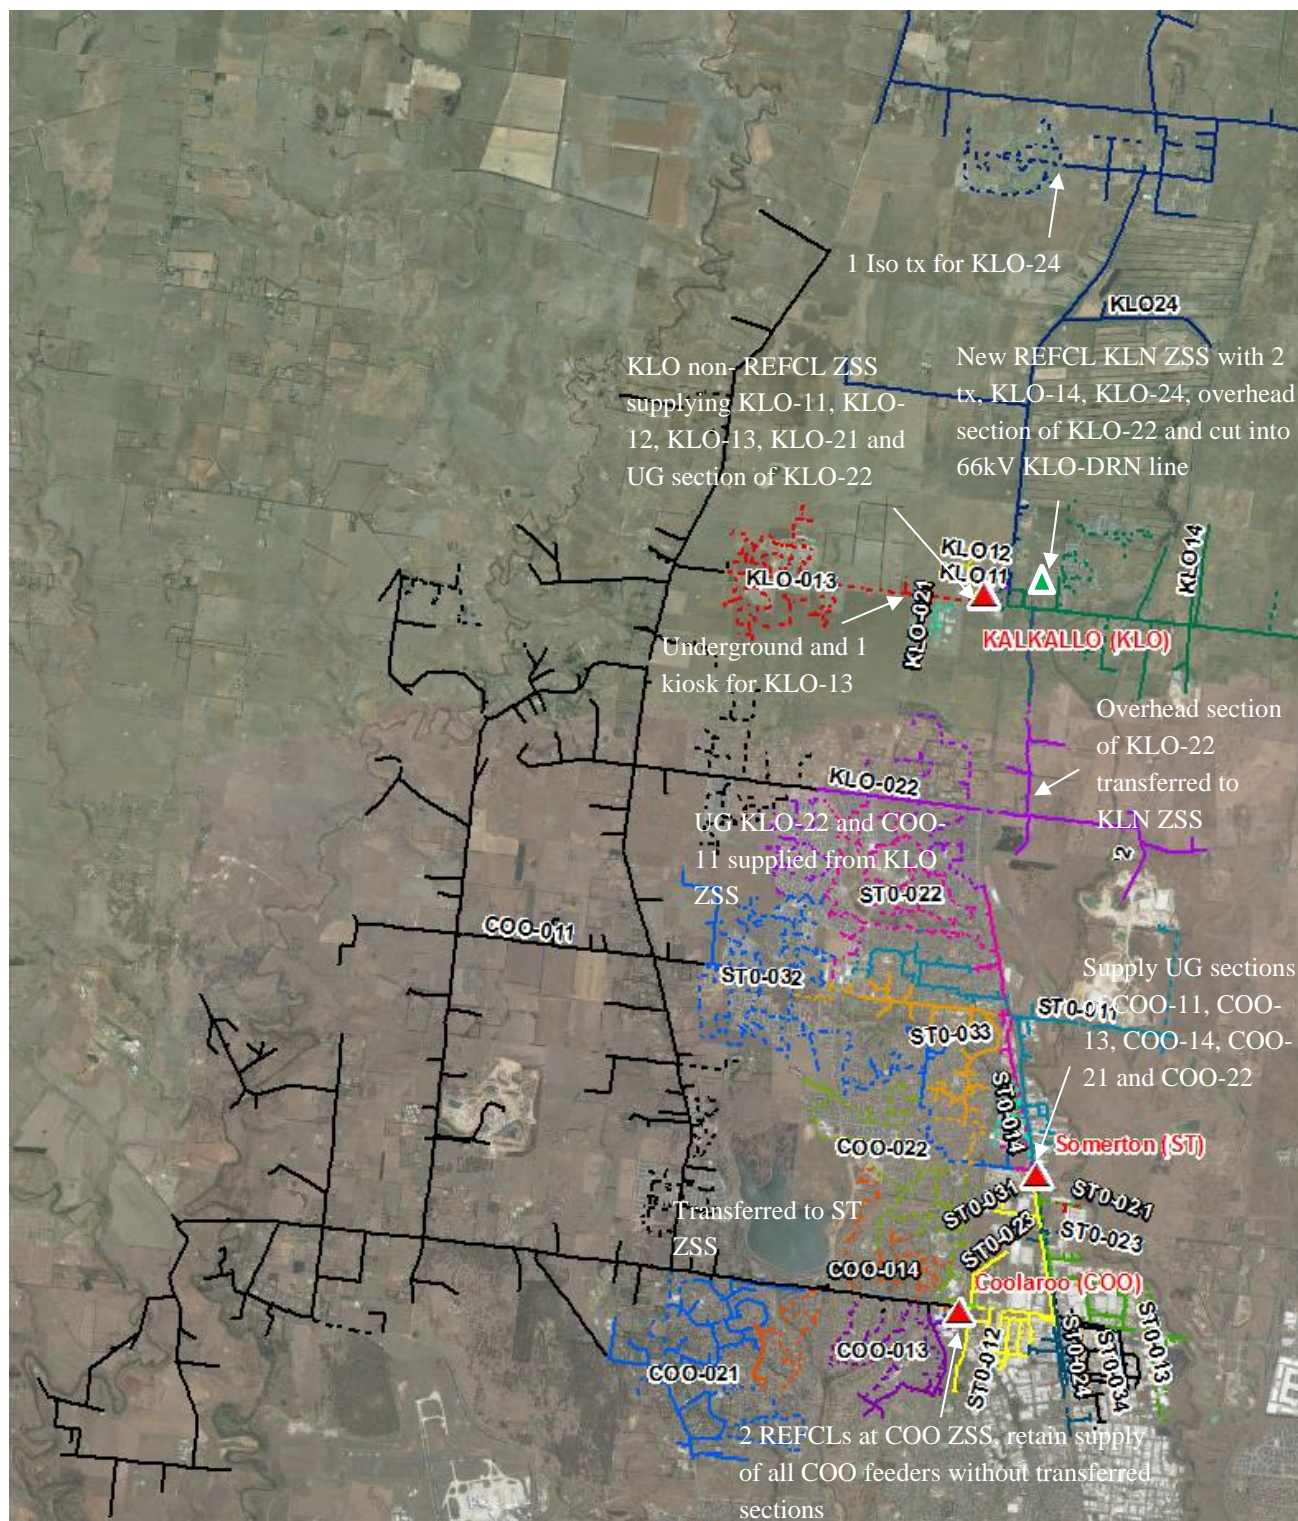 1 Iso tx for KLO-24
KLO24
KLO non- REFCL ZSS
supplying KLO-11, KLO-
12, KLO-13, KLO-21 and
UG section of KLO-22
New REFCL KLN ZSS with 2
tx, KLO-14, KLO-24, overhead
section of KLO-22 and cut into
66kV KLO-DRN line
KLO12
KLO11
KLO14
KLO-013
KLO-021
KALKALLO (KLO)
Underground and 1
kiosk for KLO-13
Overhead section
of KLO-22
transferred to
KLN ZSS
KLO-022
UG KLO-22 and COO-
11 supplied from KLO
ZSS
2
ST0-022
COO-011
ST0-032
Supply UG sections
of COO-11, COO-
13, COO-14, COO-
21 and COO-22
ST0-011
ST0-033
ST0-014
COO-022
Somerton (ST)
ST0-031
ST0-021
ST0-023
ST0-023
Transferred to ST
ZSS
COO-014
Coolaroo (COO)
COO-013
COO-021
ST0-012
ST0-024
ST0-034
ST0-013
2 REFCLs at COO ZSS, retain supply
of all COO feeders without transferred
sections